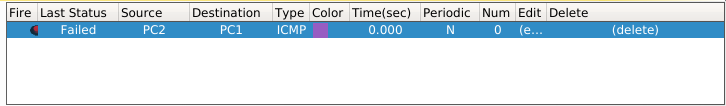 Fire Last Status Source Destination Type Color Time(sec) Periodic Num Edit Delete
Failed PC2 PC1 ICMP 0.000 N 0 (e... (delete)